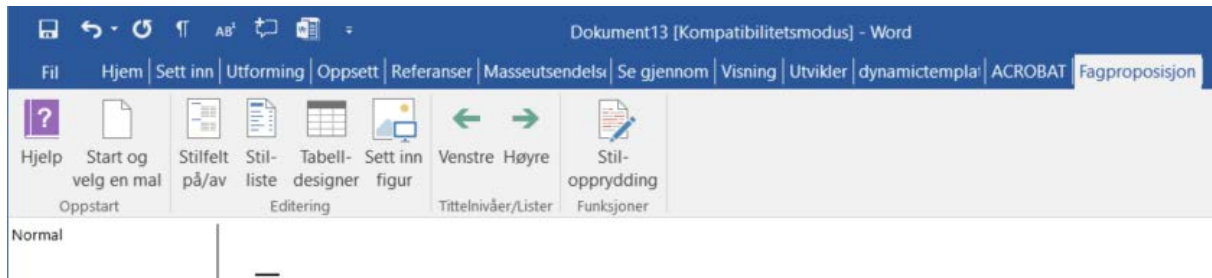 AB¹ Dokument13 [Kompatibilitetsmodus] - Word
Fil Hjem Sett inn Utforming Oppsett Referanser Masseutsendelse Se gjennom Visning Utvikler dynamictemplat ACROBAT Fagproposisjon
Hjelp Start og velg en mal Stilfelt på/av Stil-liste Tabell-designer Sett inn figur Venstre Høyre Stil-opprydding
Oppstart Editering Tittelnivåer/Lister Funksjoner
Normal